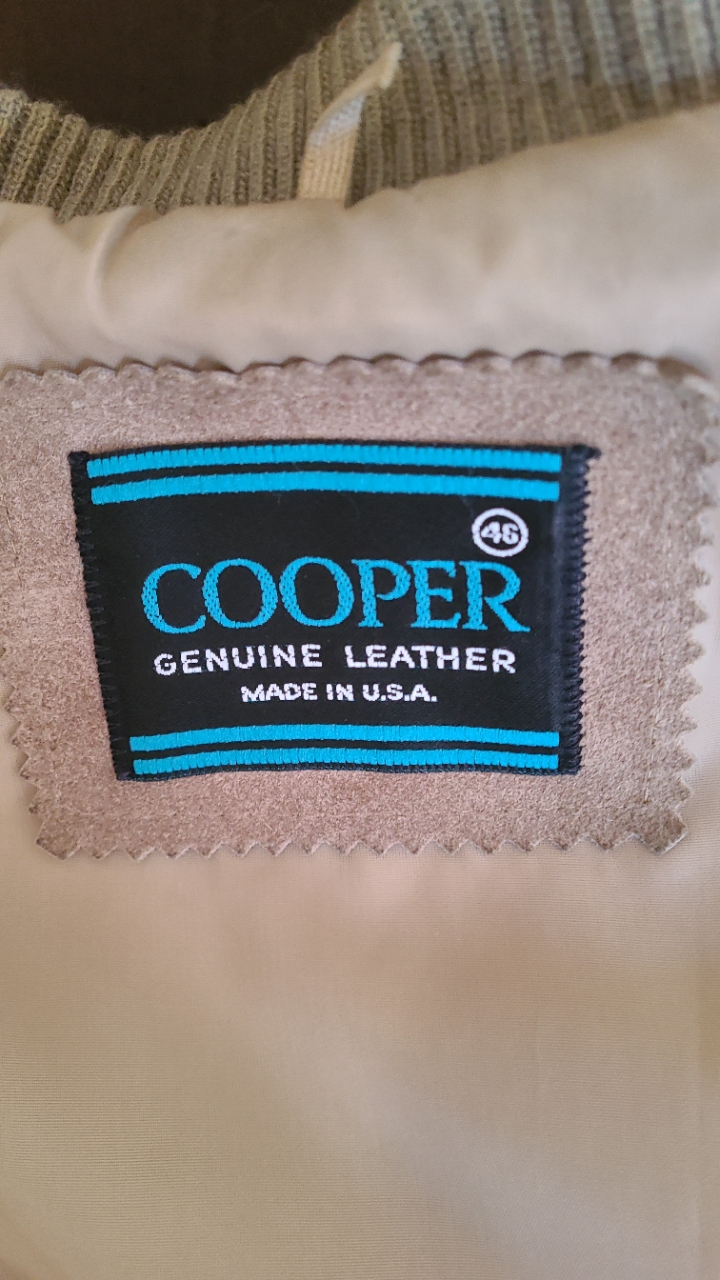 46
COOPER
GENUINE LEATHER
MADE IN U.S.A.